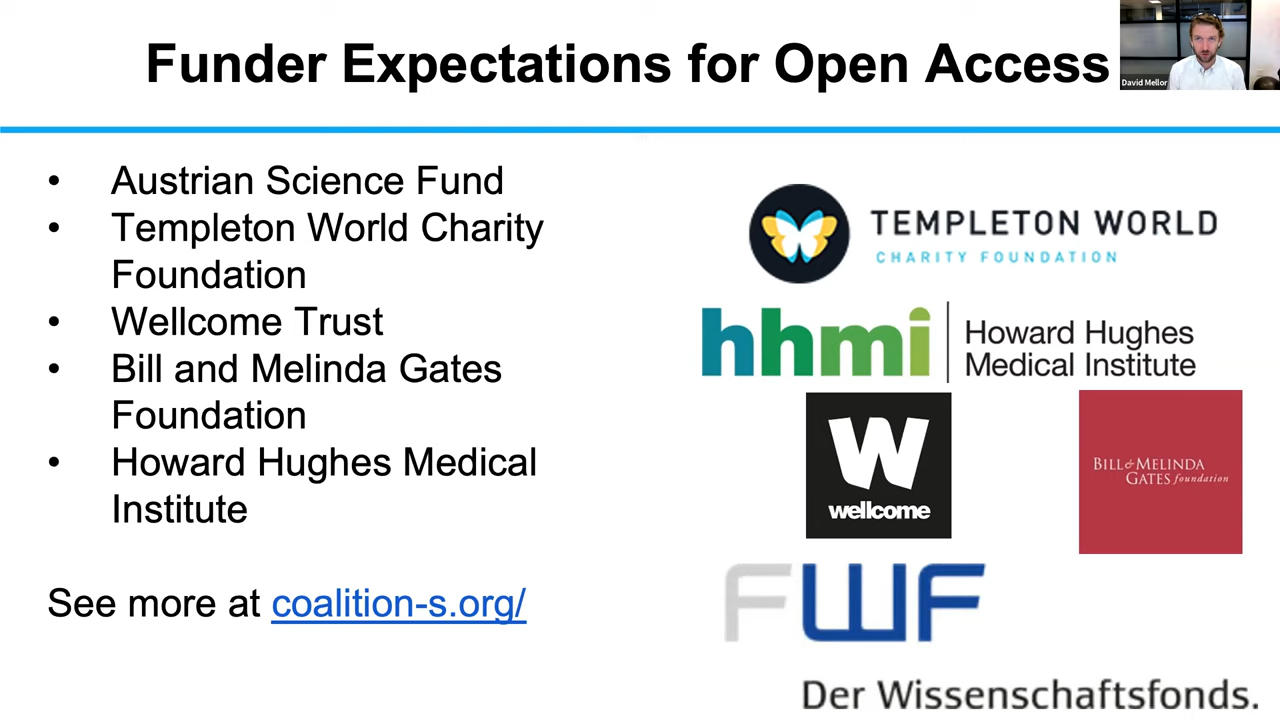 Funder Expectations for Open Access
David Mellor
• Austrian Science Fund
• Templeton World Charity
Foundation
• Wellcome Trust
• Bill and Melinda Gates
Foundation
• Howard Hughes Medical
Institute
See more at coalition-s.org/
TEMPLETON WORLD
CHARITY FOUNDATION
hhmi
Howard Hughes
Medical Institute
W
wellcome
BILL & MELINDA
GATES foundation
FWF
Der Wissenschaftsfonds.